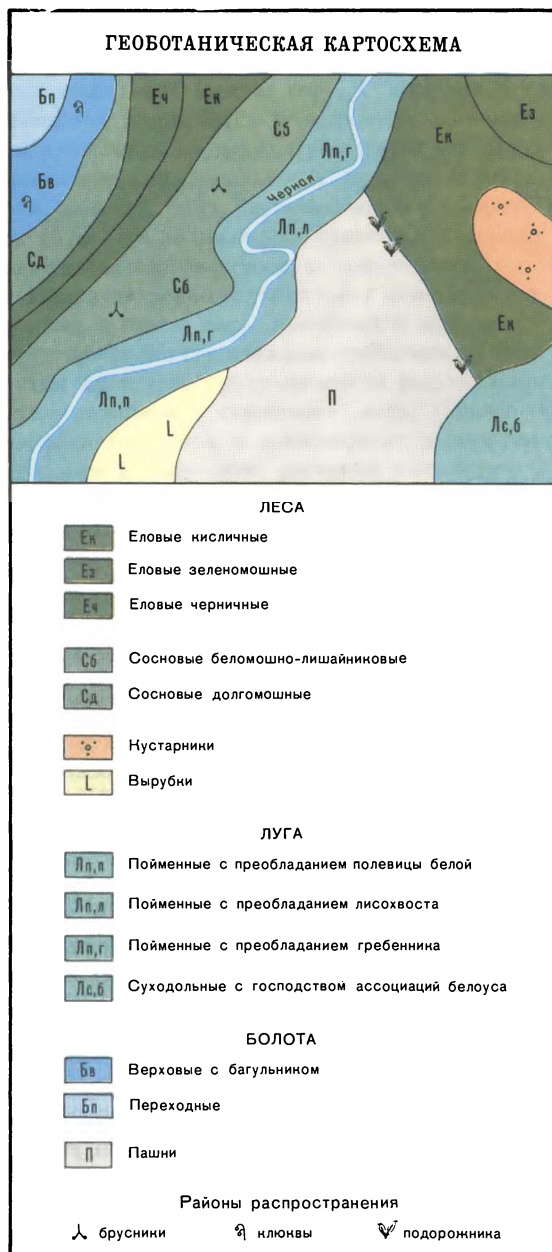 ГЕОБОТАНИЧЕСКАЯ КАРТОСХЕМА
Бп
Еч
Ек
Сб
Лп,г
Ек
Ез
Бв
Черная
Лп,л
Сд
Сб
Лп,г
Ек
Лп,п
П
L
L
Лс,б
ЛЕСА
Ек Еловые кисличные
Ез Еловые зеленомошные
Еч Еловые черничные
Сб Сосновые беломошно-лишайниковые
Сд Сосновые долгомошные
Кустарники
L Вырубки
ЛУГА
Лп,п Пойменные с преобладанием полевицы белой
Лп,л Пойменные с преобладанием лисохвоста
Лп,г Пойменные с преобладанием гребенника
Лс,б Суходольные с господством ассоциаций белоуса
БОЛОТА
Бв Верховые с багульником
Бп Переходные
П Пашни
Районы распространения
брусники клюквы подорожника